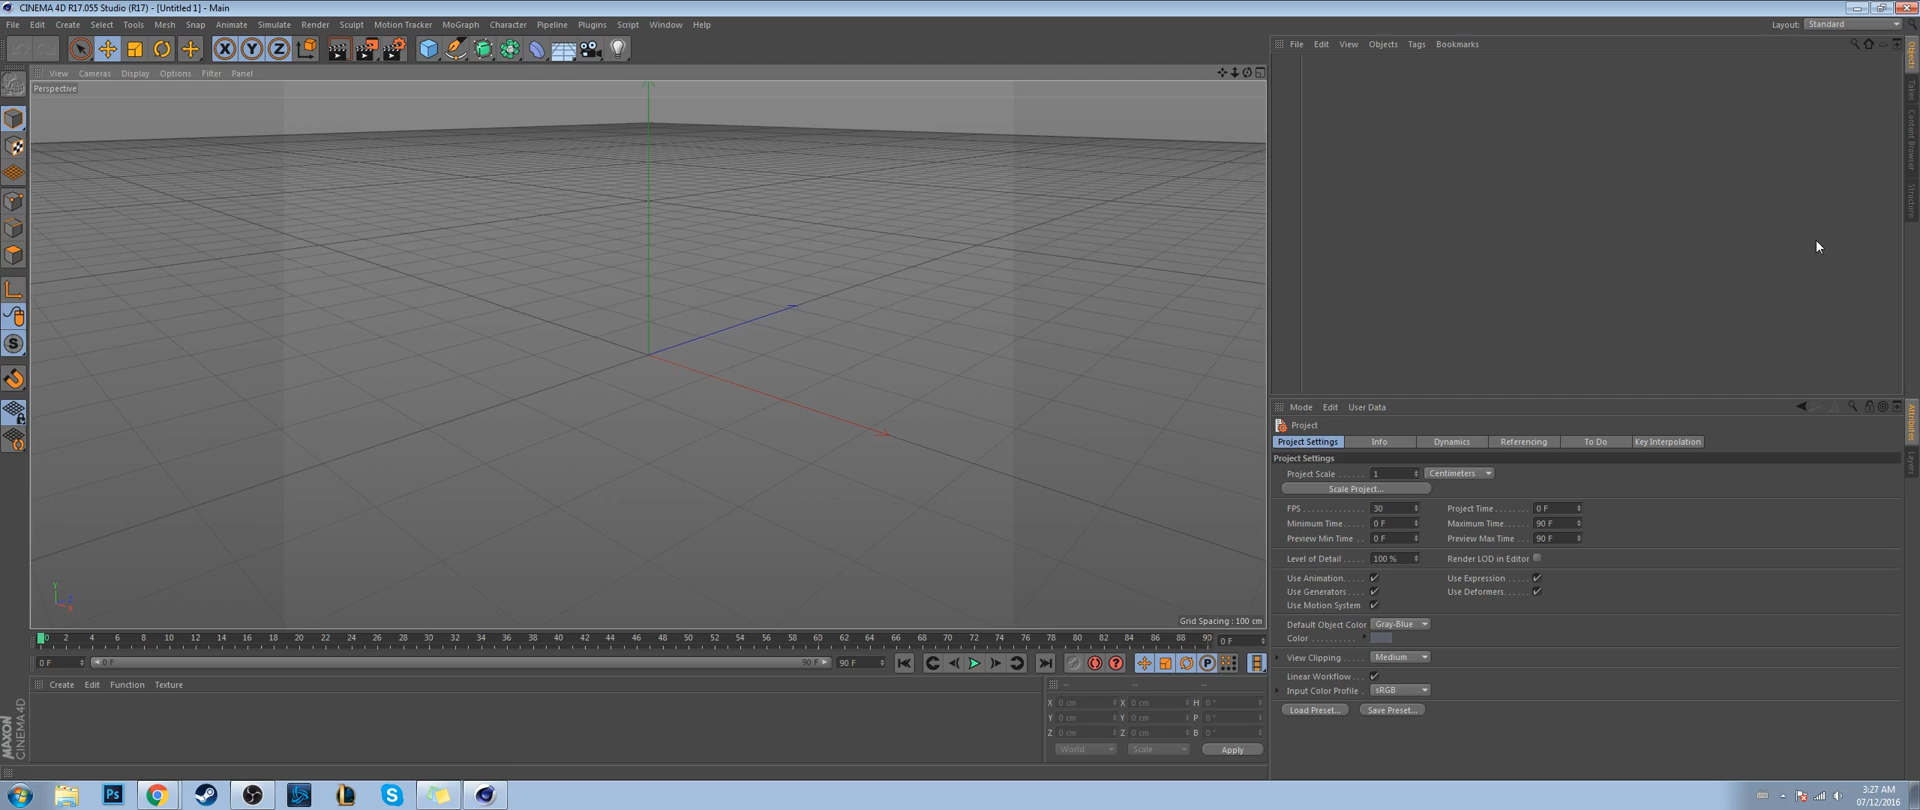 CINEMA 4D R17.055 Studio (R17) - [Untitled 1] - Main
File Edit Create Select Tools Mesh Snap Animate Simulate Render Sculpt Motion Tracker MoGraph Character Pipeline Plugins Script Window Help
Layout: Standard
X Y Z
File Edit View Objects Tags Bookmarks
View Cameras Display Options Filter Panel
Perspective
Objects
Takes
Content Browser
Structure
Y
Z
X
Grid Spacing : 100 cm
S
0 2 4 6 8 10 12 14 16 18 20 22 24 26 28 30 32 34 36 38 40 42 44 46 48 50 52 54 56 58 60 62 64 66 68 70 72 74 76 78 80 82 84 86 88 90
0 F
0 F 0 F 90 F 90 F
P
Create Edit Function Texture
-- -- --
X 0 cm X 0 cm H 0 °
Y 0 cm Y 0 cm P 0 °
Z 0 cm Z 0 cm B 0 °
World Scale Apply
MAXON
CINEMA 4D
Mode Edit User Data
Project
Project Settings Info Dynamics Referencing To Do Key Interpolation
Project Settings
Project Scale . . . . . . 1 Centimeters
Scale Project...
FPS . . . . . . . . . . . . . 30 Project Time . . . . . . . 0 F
Minimum Time. . . . 0 F Maximum Time. . . . . 90 F
Preview Min Time . . 0 F Preview Max Time . . . 90 F
Level of Detail . . . . . 100 % Render LOD in Editor
Use Animation. . . . . Use Expression . . . . .
Use Generators . . . . Use Deformers. . . . . .
Use Motion System
Default Object Color Gray-Blue
Color . . . . . . . . . .
View Clipping . . . . . Medium
Linear Workflow . . .
Input Color Profile . sRGB
Load Preset... Save Preset...
Attributes
Layers
Ps
S
3:27 AM
07/12/2016